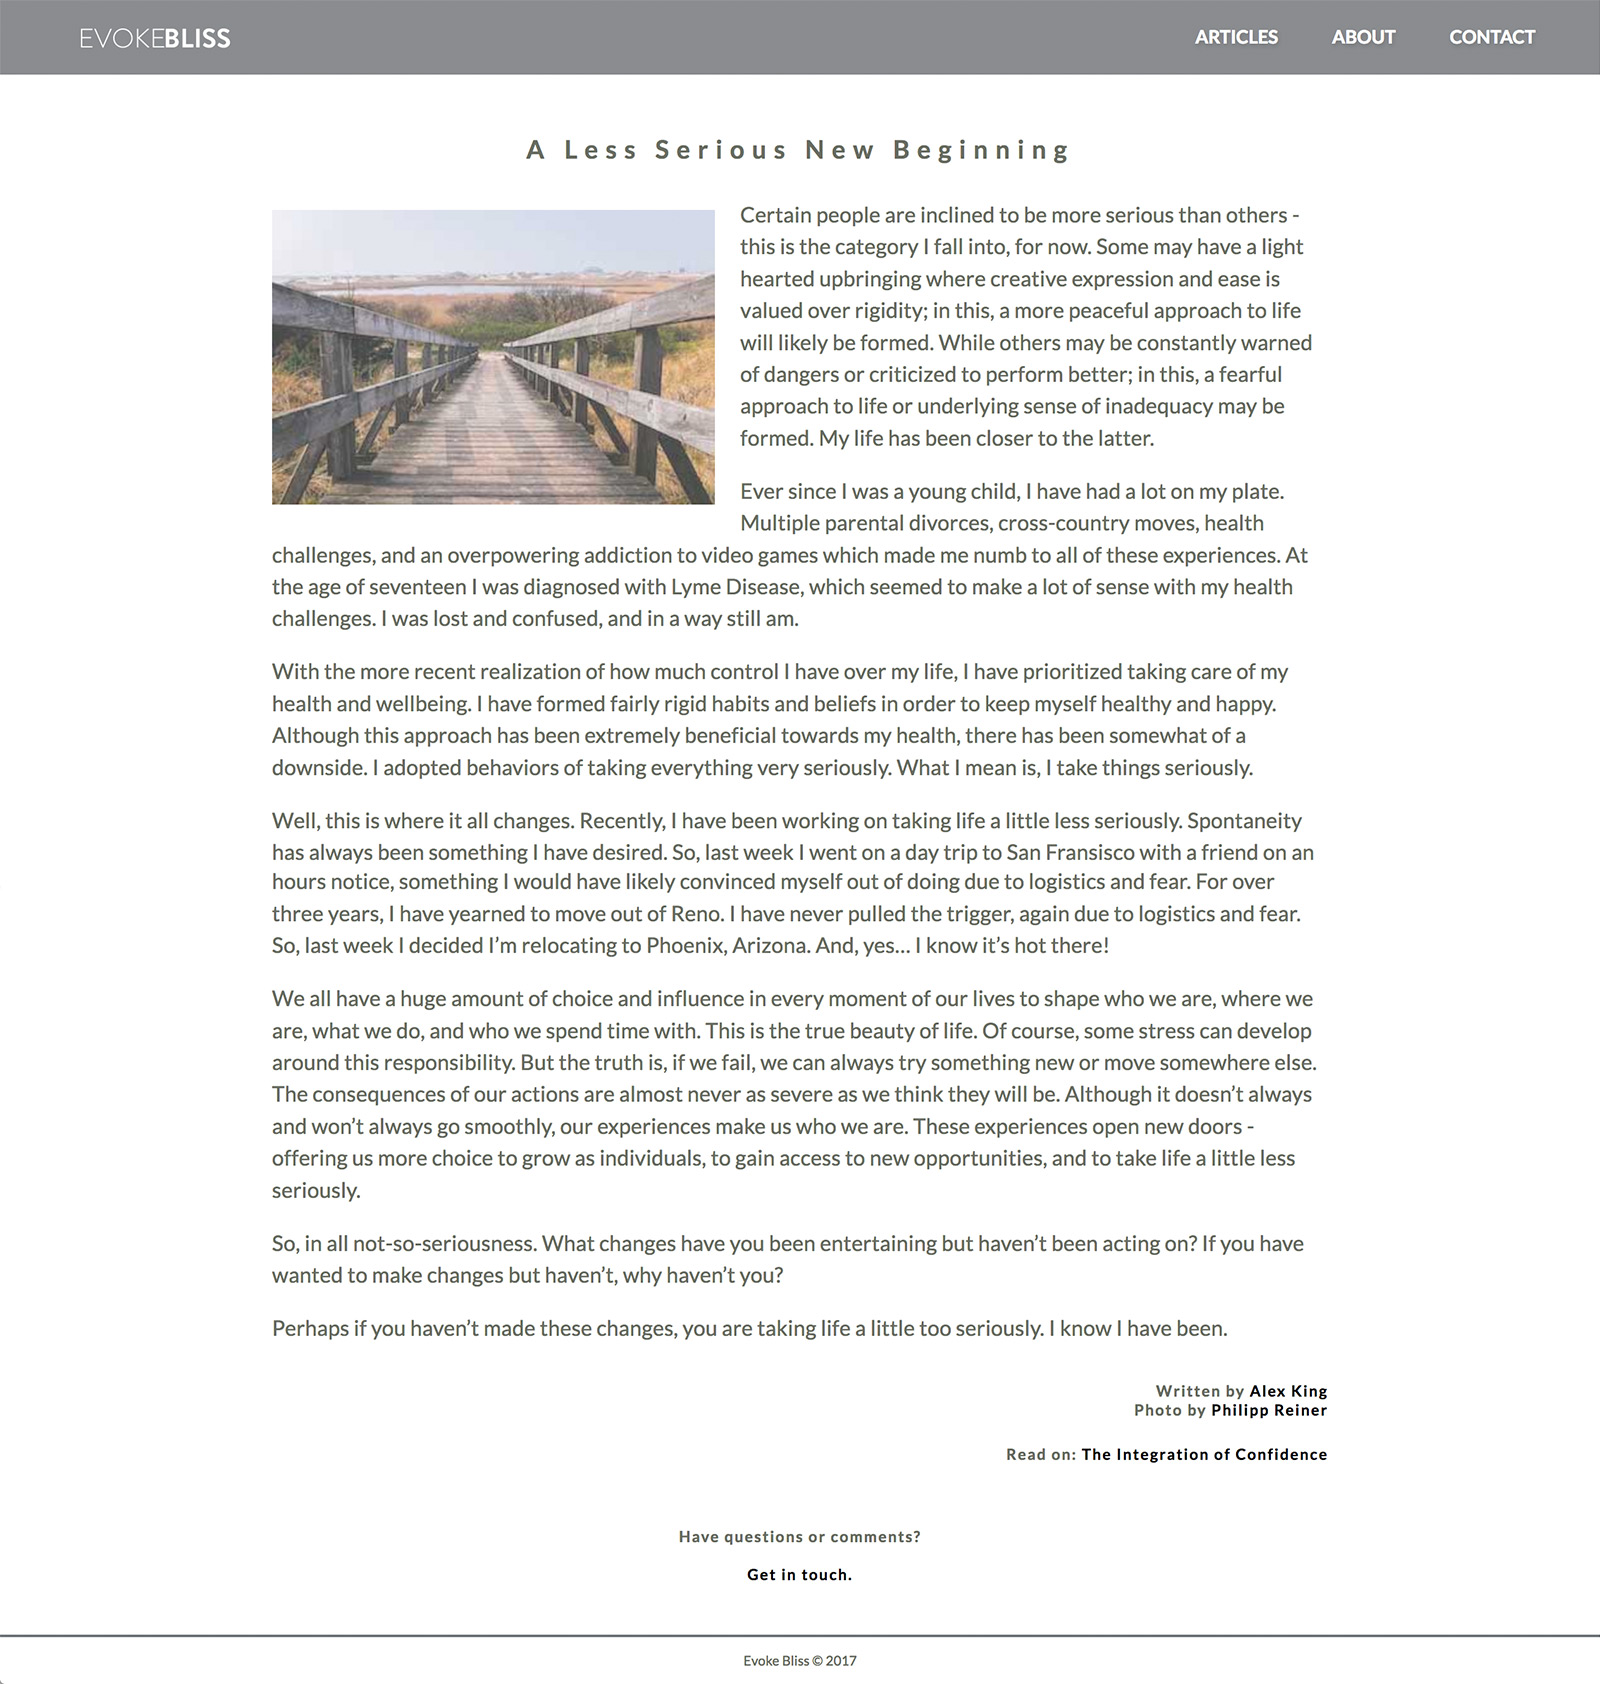 EVOKEBLISS
ARTICLES ABOUT CONTACT
A Less Serious New Beginning
Certain people are inclined to be more serious than others -
this is the category I fall into, for now. Some may have a light
hearted upbringing where creative expression and ease is
valued over rigidity; in this, a more peaceful approach to life
will likely be formed. While others may be constantly warned
of dangers or criticized to perform better; in this, a fearful
approach to life or underlying sense of inadequacy may be
formed. My life has been closer to the latter.
Ever since I was a young child, I have had a lot on my plate.
Multiple parental divorces, cross-country moves, health
challenges, and an overpowering addiction to video games which made me numb to all of these experiences. At
the age of seventeen I was diagnosed with Lyme Disease, which seemed to make a lot of sense with my health
challenges. I was lost and confused, and in a way still am.
With the more recent realization of how much control I have over my life, I have prioritized taking care of my
health and wellbeing. I have formed fairly rigid habits and beliefs in order to keep myself healthy and happy.
Although this approach has been extremely beneficial towards my health, there has been somewhat of a
downside. I adopted behaviors of taking everything very seriously. What I mean is, I take things seriously.
Well, this is where it all changes. Recently, I have been working on taking life a little less seriously. Spontaneity
has always been something I have desired. So, last week I went on a day trip to San Fransisco with a friend on an
hours notice, something I would have likely convinced myself out of doing due to logistics and fear. For over
three years, I have yearned to move out of Reno. I have never pulled the trigger, again due to logistics and fear.
So, last week I decided I’m relocating to Phoenix, Arizona. And, yes… I know it’s hot there!
We all have a huge amount of choice and influence in every moment of our lives to shape who we are, where we
are, what we do, and who we spend time with. This is the true beauty of life. Of course, some stress can develop
around this responsibility. But the truth is, if we fail, we can always try something new or move somewhere else.
The consequences of our actions are almost never as severe as we think they will be. Although it doesn’t always
and won’t always go smoothly, our experiences make us who we are. These experiences open new doors -
offering us more choice to grow as individuals, to gain access to new opportunities, and to take life a little less
seriously.
So, in all not-so-seriousness. What changes have you been entertaining but haven’t been acting on? If you have
wanted to make changes but haven’t, why haven’t you?
Perhaps if you haven’t made these changes, you are taking life a little too seriously. I know I have been.
Written by Alex King
Photo by Philipp Reiner
Read on: The Integration of Confidence
Have questions or comments?
Get in touch.
Evoke Bliss © 2017